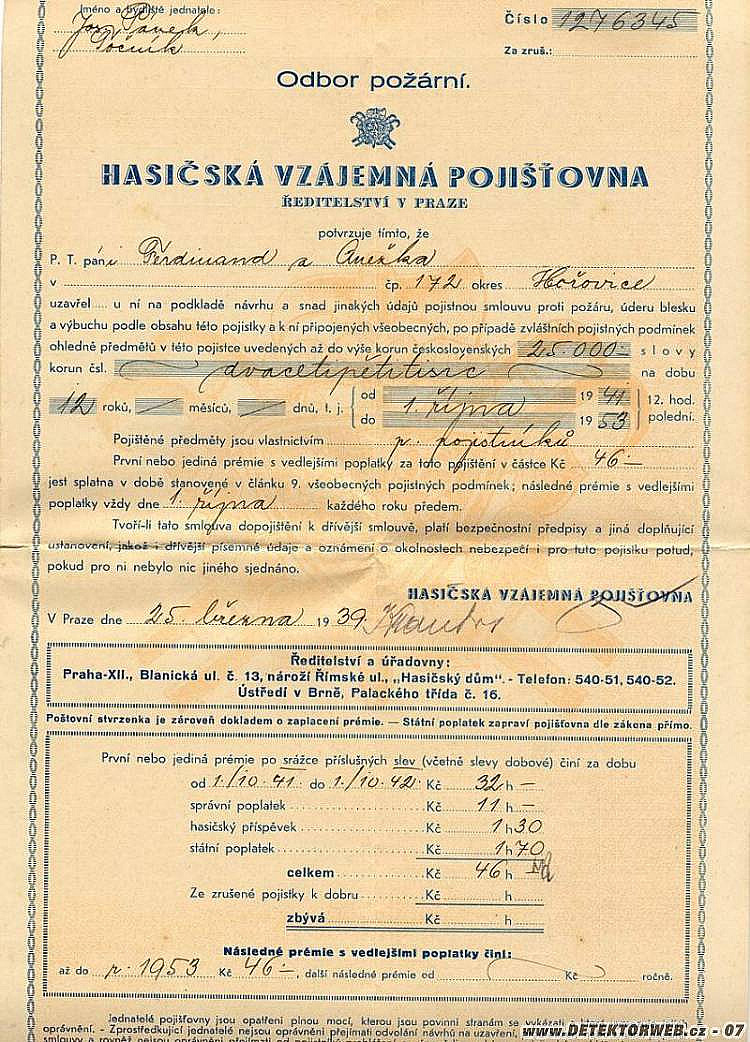 Jméno a bydliště jednatele:
Jos. Pánek,
Točník
Číslo 1276345
Za zruš.:
Odbor požární.
HASIČSKÁ VZÁJEMNÁ POJIŠŤOVNA
ŘEDITELSTVÍ V PRAZE
potvrzuje tímto, že
P. T. páni Ferdinand a Anežka
v čp. 172 okres Hořovice
uzavřel u ní na podkladě návrhu a snad jinakých údajů pojistnou smlouvu proti požáru, úderu blesku
a výbuchu podle obsahu této pojistky a k ní připojených všeobecných, po případě zvláštních pojistných podmínek
ohledně předmětů v této pojistce uvedených až do výše korun československých 25.000.- slovy
korun čsl. dvacetpěttisíc na dobu
12 roků, měsíců, dnů, t. j. od 1. října 1941 do 1953 12. hod. polední.
Pojištěné předměty jsou vlastnictvím p. pojistníků
První nebo jediná prémie s vedlejšími poplatky za toto pojištění v částce Kč 46.-
jest splatna v době stanovené v článku 9. všeobecných pojistných podmínek; následné prémie s vedlejšími
poplatky vždy dne 1. října každého roku předem.
Tvoří-li tato smlouva dopojištění k dřívější smlouvě, platí bezpečnostní předpisy a jiná doplňující
ustanovení, jakož i dřívější písemné údaje a oznámení o okolnostech nebezpečí i pro tuto pojistku potud,
pokud pro ni nebylo nic jiného sjednáno.
HASIČSKÁ VZÁJEMNÁ POJIŠŤOVNA
V Praze dne 25. března 1939.
Ředitelství a úřadovny:
Praha-XII., Blanická ul. č. 13, nároží Římské ul., „Hasičský dům". - Telefon: 540-51, 540-52.
Ústředí v Brně, Palackého třída č. 16.
Poštovní stvrzenka je zároveň dokladem o zaplacení prémie. — Státní poplatek zapraví pojišťovna dle zákona přímo.
První nebo jediná prémie po srážce příslušných slev (včetně slevy dobové) činí za dobu
od 1./10. 41. do 1./10. 42. Kč 32 h —
správní poplatek Kč 11 h —
hasičský příspěvek Kč 1 h 30
státní poplatek Kč 1 h 70
celkem Kč 46 h —
Ze zrušené pojistky k dobru Kč h
zbývá Kč h
Následné prémie s vedlejšími poplatky činí:
až do r. 1953 Kč 46.-, další následné prémie od Kč ročně.
Jednatelé pojišťovny jsou opatřeni plnou mocí, kterou jsou povinni stranám se vykázati
oprávnění. - Zprostředkující jednatelé nejsou oprávněni přejímati odvolání návrhu na uzavření,
smlouvy a rovněž nejsou oprávněni
www.DETEKTORWEB.cz - 07